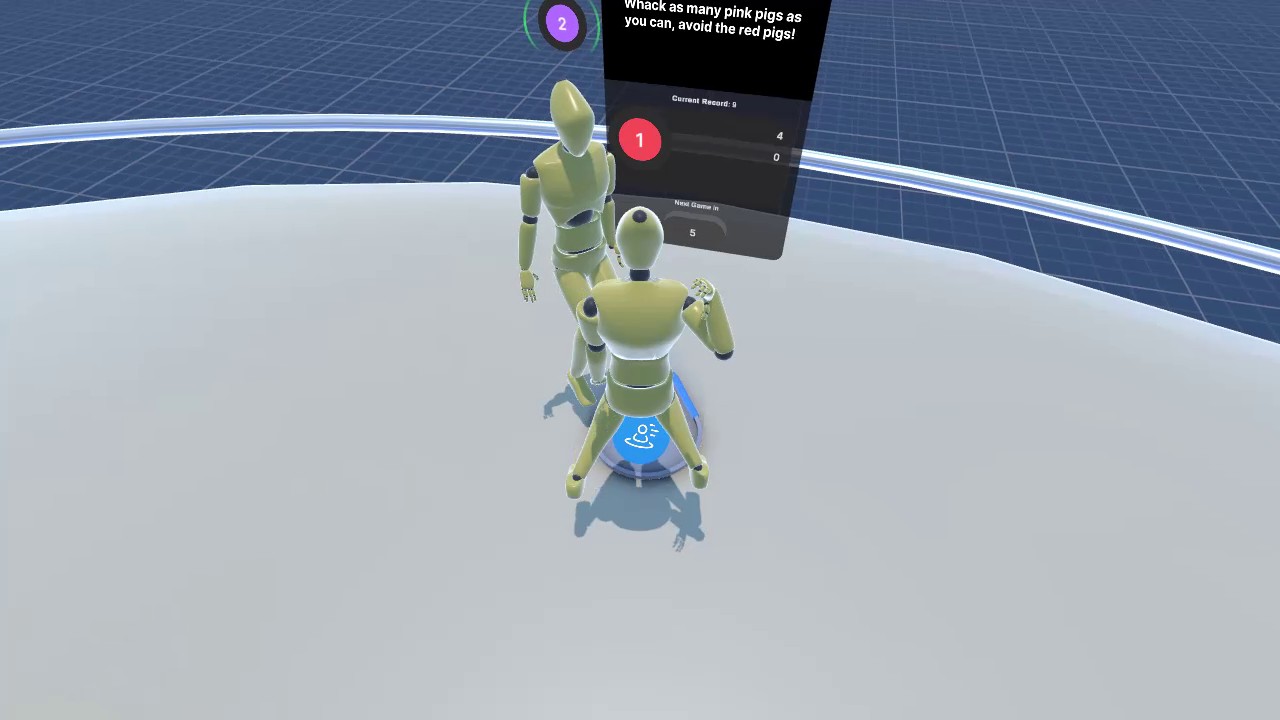 2
Whack as many pink pigs as
you can, avoid the red pigs!
Current Record: 9
1
4
0
Next Game in
5